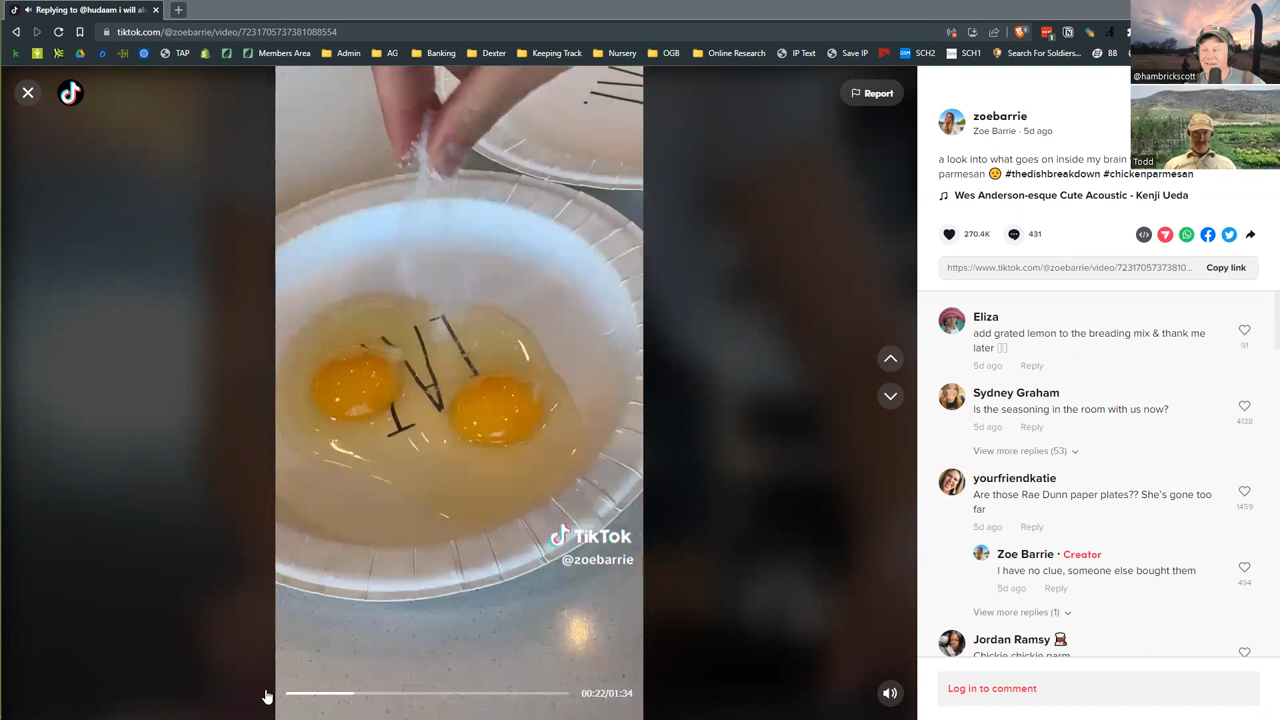 Replying to @hudaam i will al
tiktok.com/@zoebarrie/video/7231705737381088554
TAP
Members Area
Admin
AG
Banking
Dexter
Keeping Track
Nursery
OGB
Online Research
IP Text
Save IP
SCH2
SCH1
Search For Soldiers...
BB
@hambrickscott
Todd
Report
zoebarrie
Zoe Barrie · 5d ago
a look into what goes on inside my brain
parmesan #thedishbreakdown #chickenparmesan
Wes Anderson-esque Cute Acoustic - Kenji Ueda
270.4K
431
https://www.tiktok.com/@zoebarrie/video/72317057373810...
Copy link
Eliza
add grated lemon to the breading mix & thank me
later
91
5d ago Reply
Sydney Graham
Is the seasoning in the room with us now?
4138
5d ago Reply
View more replies (53)
yourfriendkatie
Are those Rae Dunn paper plates?? She's gone too
far
1459
5d ago Reply
Zoe Barrie · Creator
I have no clue, someone else bought them
494
5d ago Reply
View more replies (1)
Jordan Ramsy
Chickie chickie parm
TikTok
@zoebarrie
00:22/01:34
Log in to comment